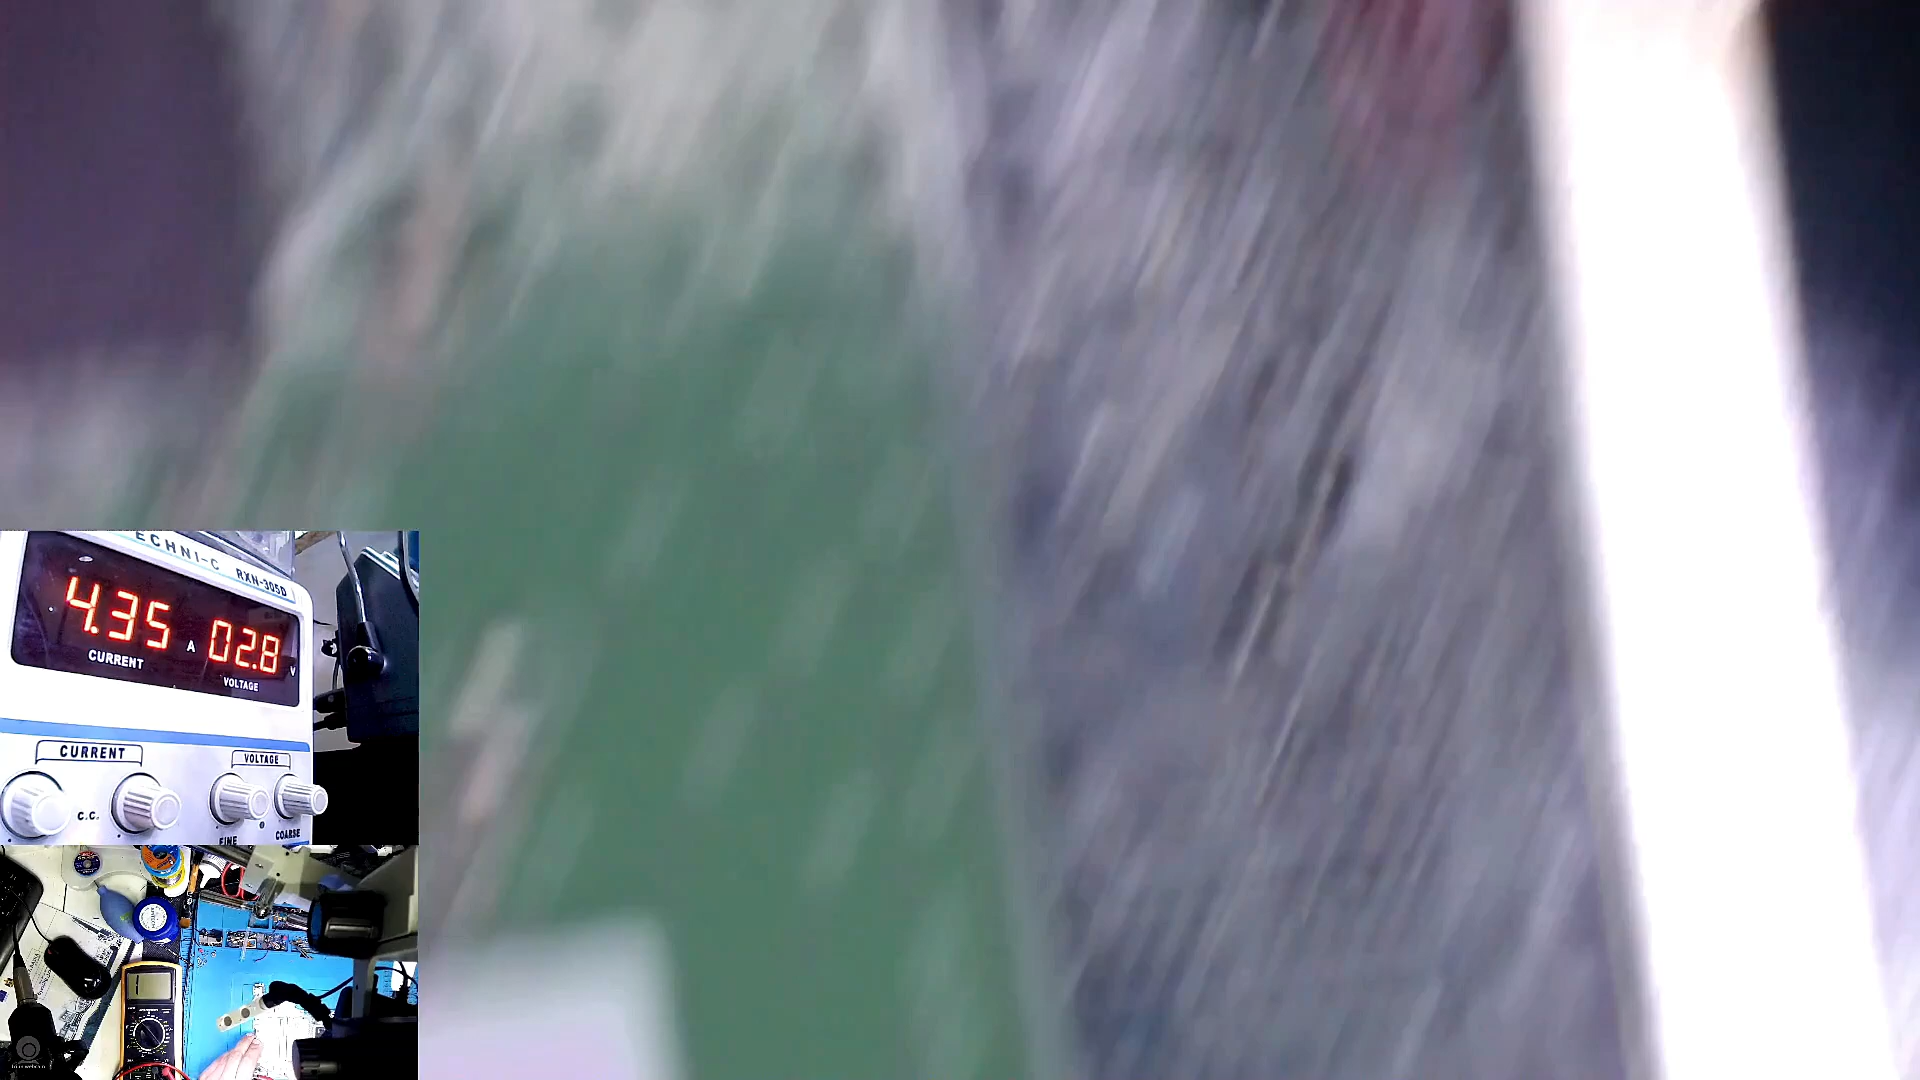 ECHNI-C RXN-305D
4.35 A 02.8 V
CURRENT
VOLTAGE
CURRENT VOLTAGE
C.C.
FINE COARSE